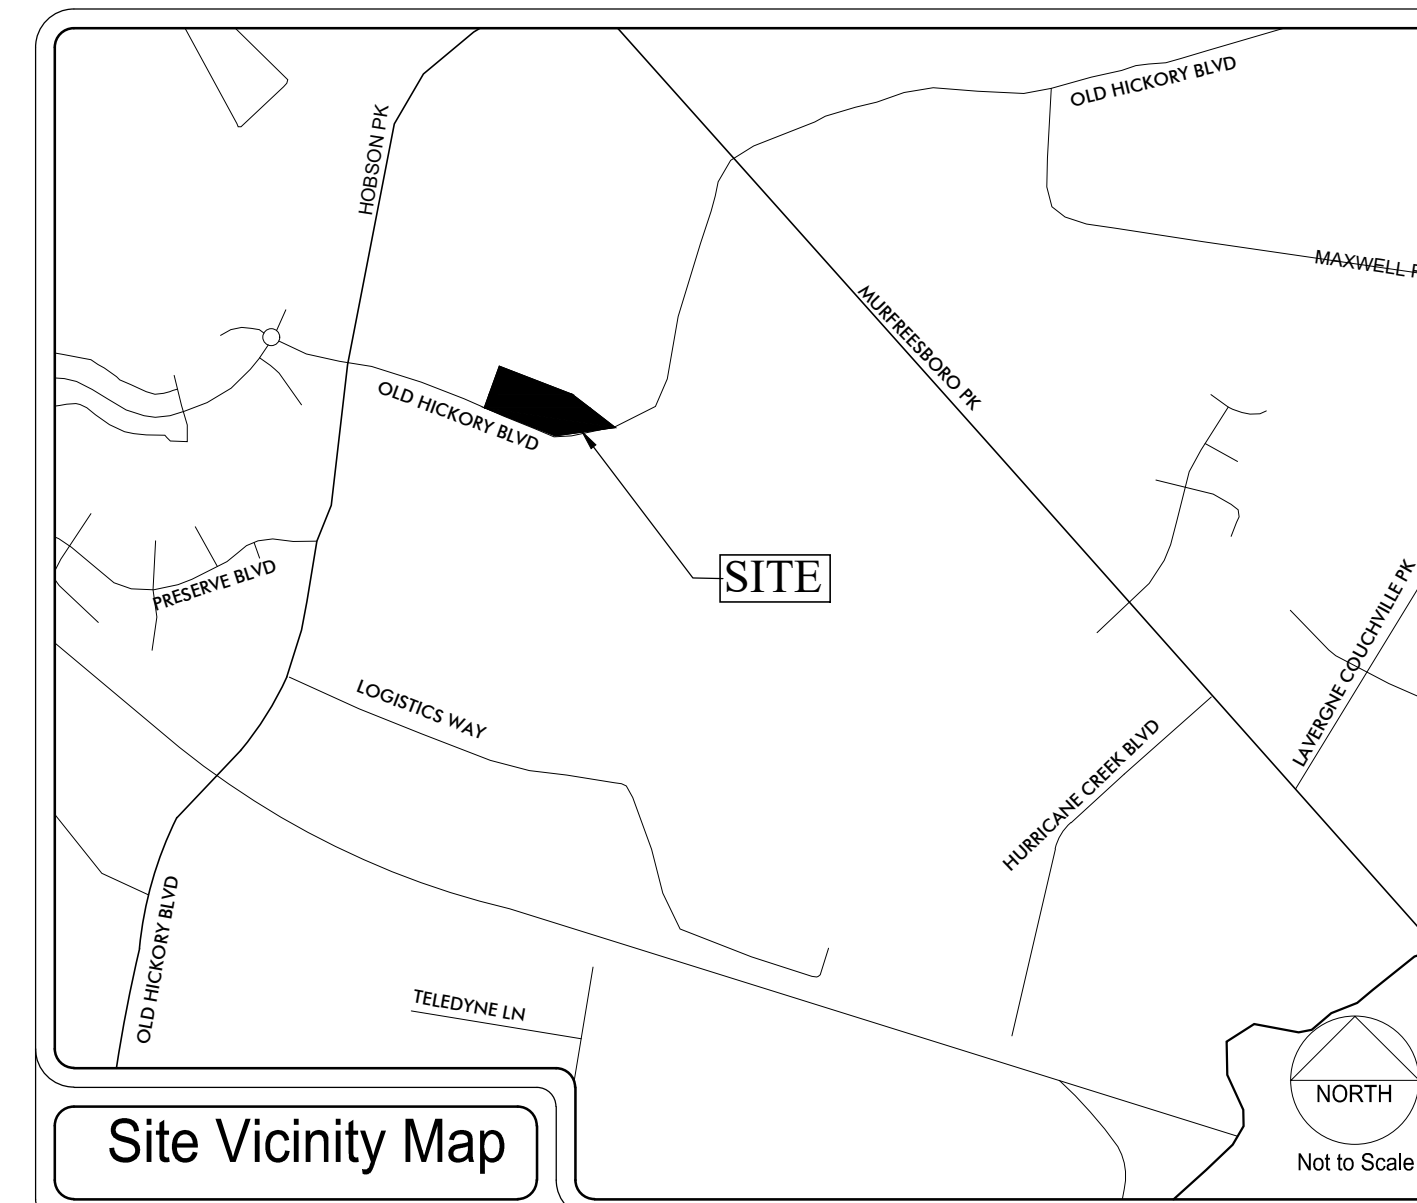 OLD HICKORY BLVD
HOBSON PK
MAXWELL
MURFREESBORO PK
OLD HICKORY BLVD
SITE
PRESERVE BLVD
LAVERGNE COUCHVILLE PK
LOGISTICS WAY
HURRICANE CREEK BLVD
OLD HICKORY BLVD
TELEDYNE LN
NORTH
Not to Scale
Site Vicinity Map